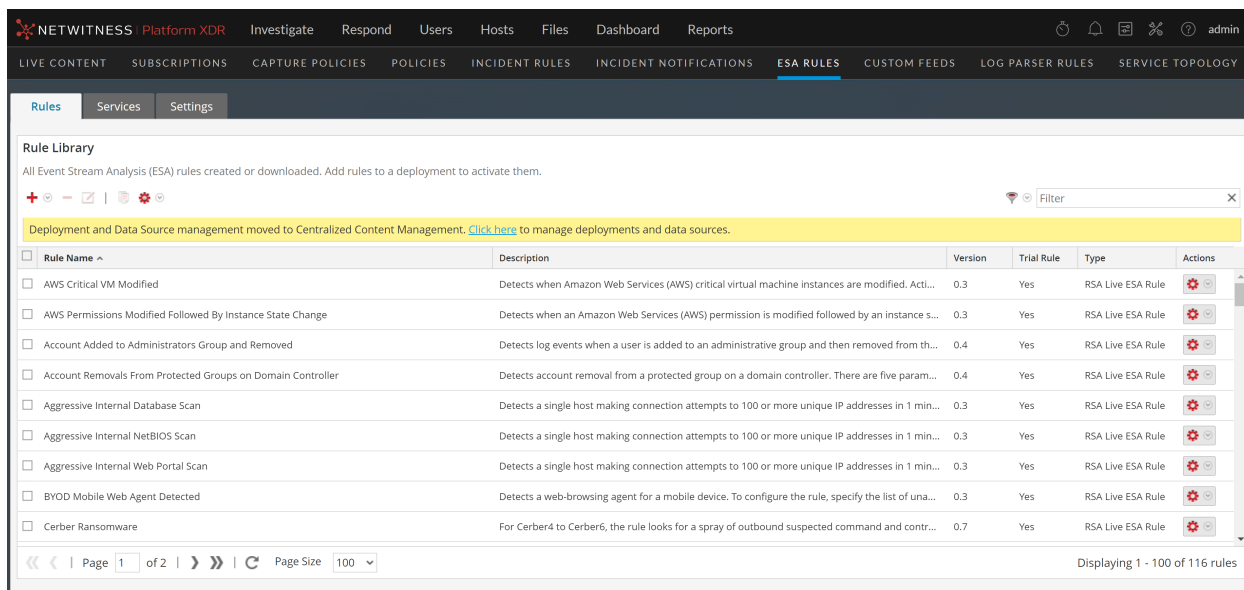 NETWITNESS | Platform XDR Investigate Respond Users Hosts Files Dashboard Reports admin
LIVE CONTENT SUBSCRIPTIONS CAPTURE POLICIES POLICIES INCIDENT RULES INCIDENT NOTIFICATIONS ESA RULES CUSTOM FEEDS LOG PARSER RULES SERVICE TOPOLOGY
Rules Services Settings
Rule Library
All Event Stream Analysis (ESA) rules created or downloaded. Add rules to a deployment to activate them.
Filter
Deployment and Data Source management moved to Centralized Content Management. Click here to manage deployments and data sources.
Rule Name Description Version Trial Rule Type Actions
AWS Critical VM Modified Detects when Amazon Web Services (AWS) critical virtual machine instances are modified. Acti... 0.3 Yes RSA Live ESA Rule
AWS Permissions Modified Followed By Instance State Change Detects when an Amazon Web Services (AWS) permission is modified followed by an instance s... 0.3 Yes RSA Live ESA Rule
Account Added to Administrators Group and Removed Detects log events when a user is added to an administrative group and then removed from th... 0.4 Yes RSA Live ESA Rule
Account Removals From Protected Groups on Domain Controller Detects account removal from a protected group on a domain controller. There are five param... 0.4 Yes RSA Live ESA Rule
Aggressive Internal Database Scan Detects a single host making connection attempts to 100 or more unique IP addresses in 1 min... 0.3 Yes RSA Live ESA Rule
Aggressive Internal NetBIOS Scan Detects a single host making connection attempts to 100 or more unique IP addresses in 1 min... 0.3 Yes RSA Live ESA Rule
Aggressive Internal Web Portal Scan Detects a single host making connection attempts to 100 or more unique IP addresses in 1 min... 0.3 Yes RSA Live ESA Rule
BYOD Mobile Web Agent Detected Detects a web-browsing agent for a mobile device. To configure the rule, specify the list of una... 0.3 Yes RSA Live ESA Rule
Cerber Ransomware For Cerber4 to Cerber6, the rule looks for a spray of outbound suspected command and contr... 0.7 Yes RSA Live ESA Rule
Page 1 of 2 Page Size 100 Displaying 1 - 100 of 116 rules